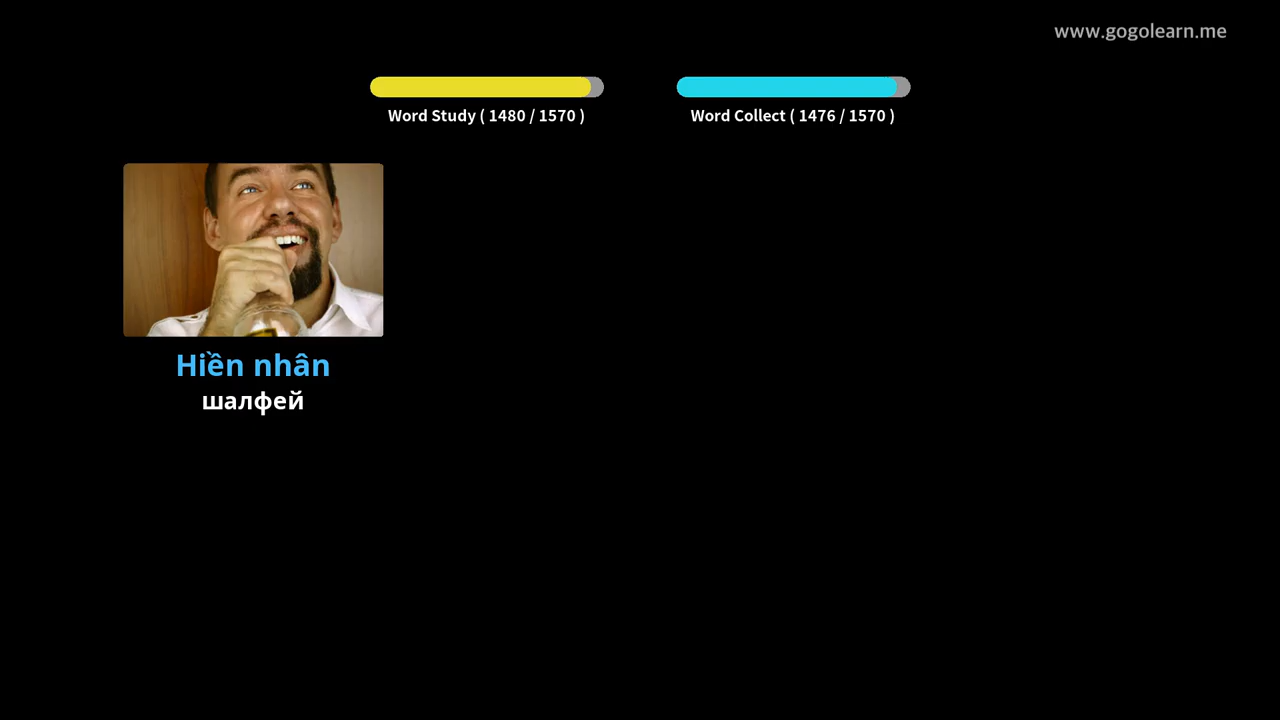 www.gogolearn.me
Word Study ( 1480 / 1570 )
Word Collect ( 1476 / 1570 )
Hiền nhân
шалфей